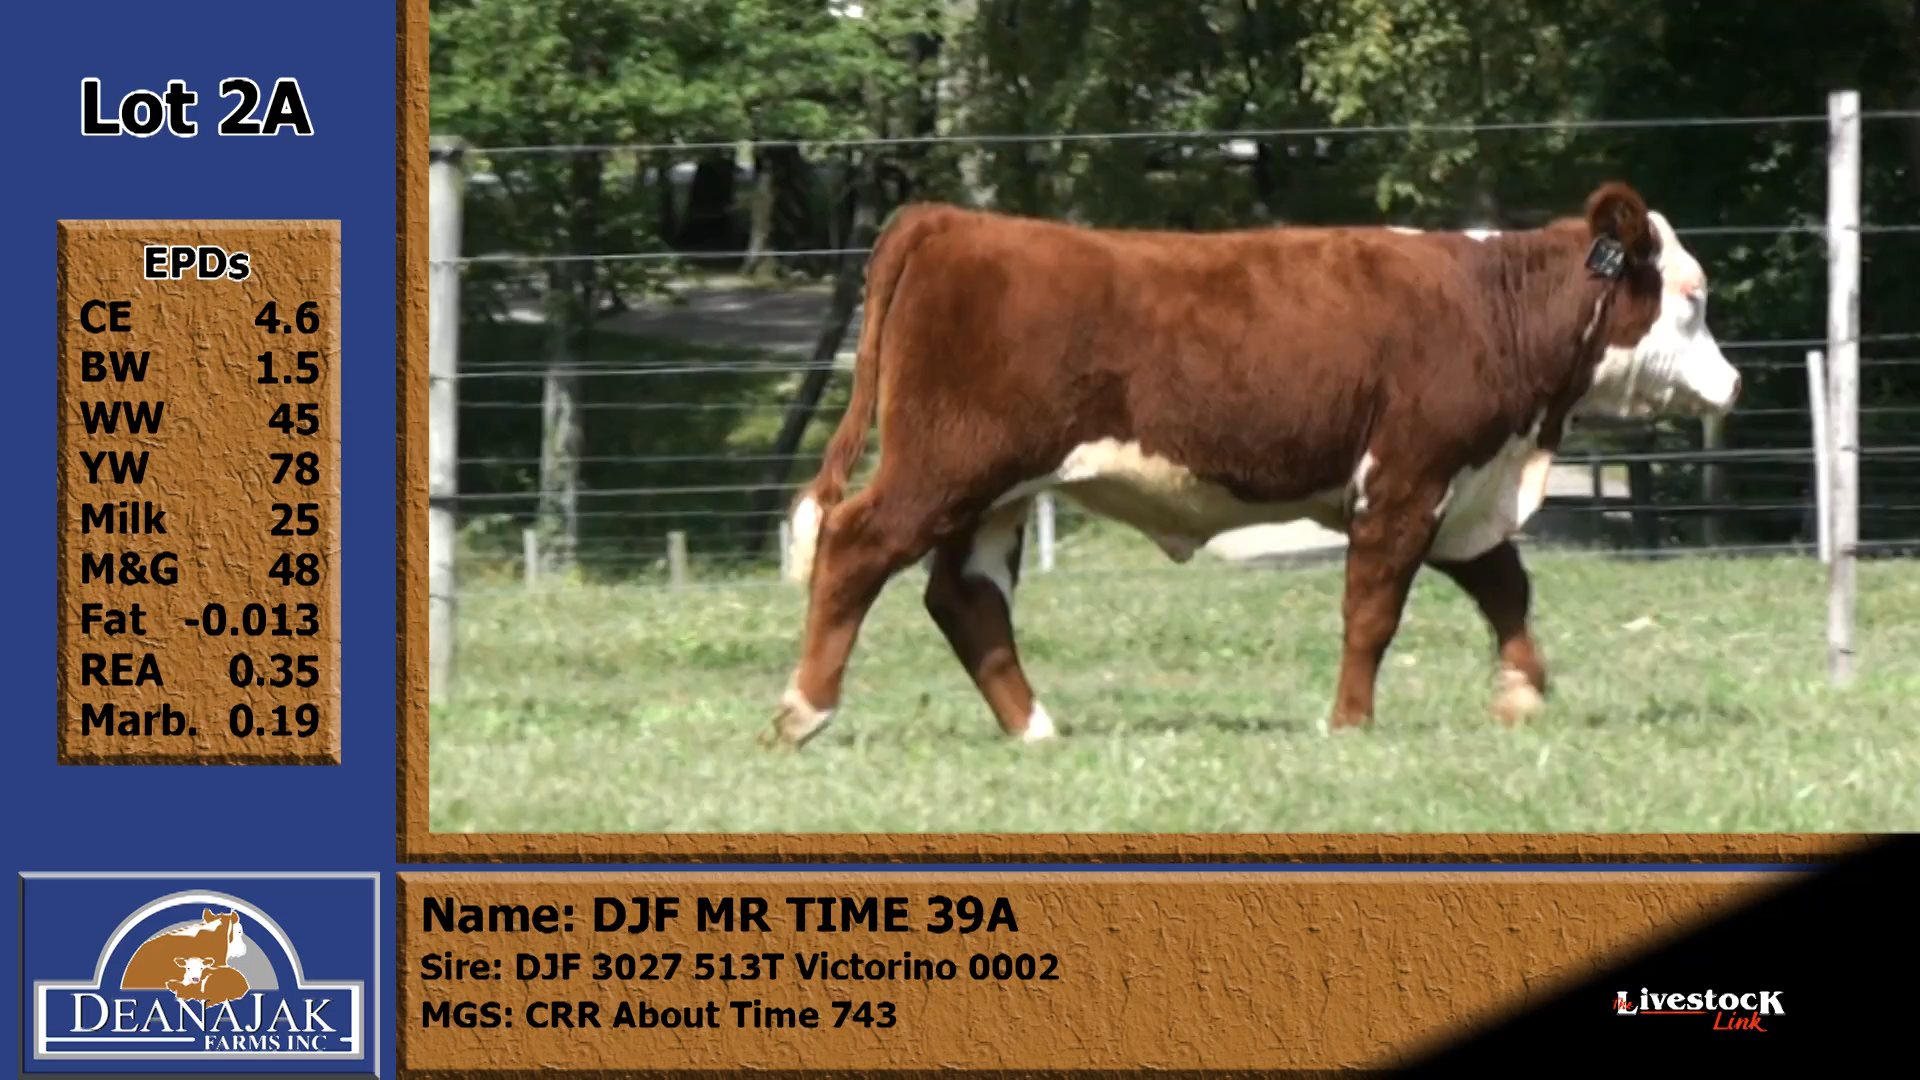 Lot 2A
EPDs
CE 4.6
BW 1.5
WW 45
YW 78
Milk 25
M&G 48
Fat -0.013
REA 0.35
Marb. 0.19
DEANAJAK
FARMS INC
Name: DJF MR TIME 39A
Sire: DJF 3027 513T Victorino 0002
MGS: CRR About Time 743
The Livestock
Link